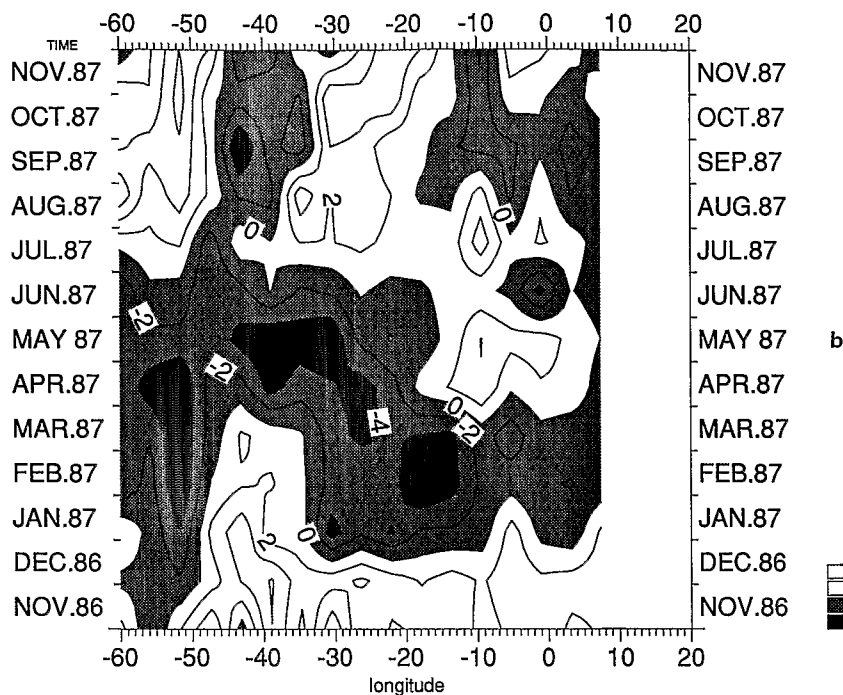 -60 -50 -40 -30 -20 -10 0 10 20
TIME
NOV.87 NOV.87
OCT.87 OCT.87
SEP.87 SEP.87
AUG.87 2 0 AUG.87
0
JUL.87 JUL.87
JUN.87 JUN.87
-2
MAY 87 MAY 87 b
-2
APR.87 APR.87
0
-4
MAR.87 -2 MAR.87
FEB.87 FEB.87
JAN.87 JAN.87
0
2
DEC.86 DEC.86
NOV.86 NOV.86
-60 -50 -40 -30 -20 -10 0 10 20
longitude